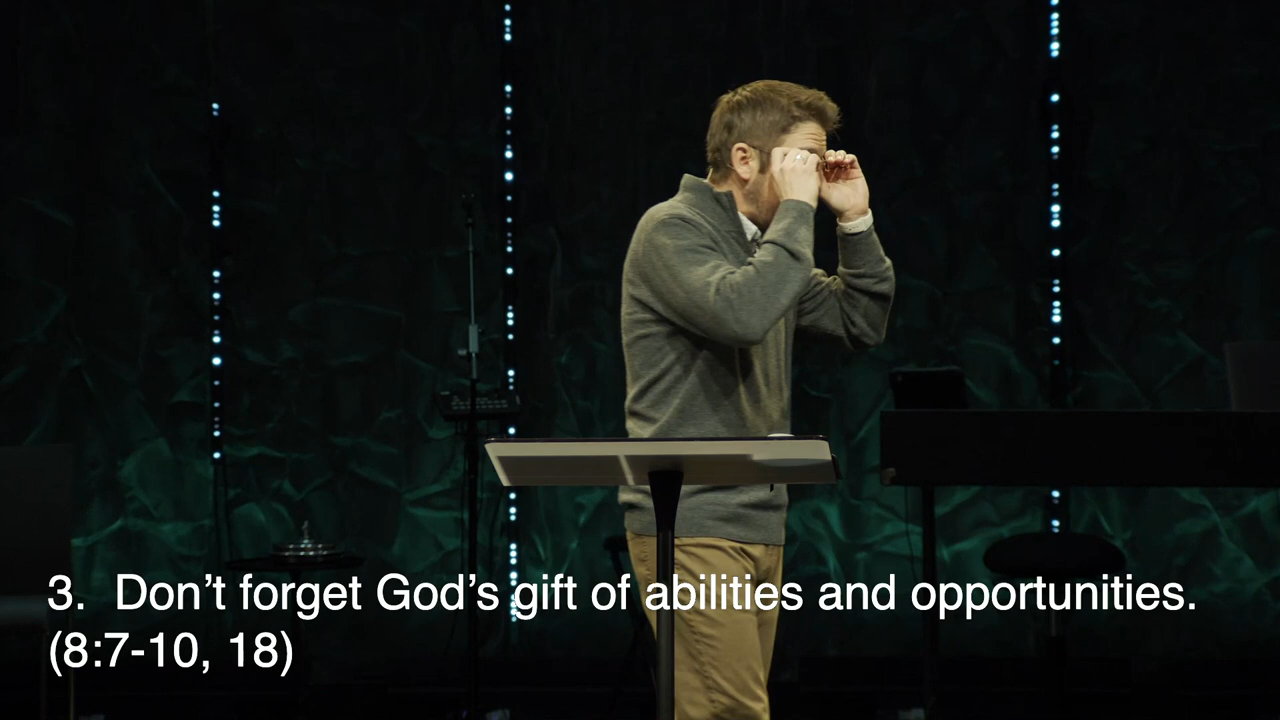 3.  Don’t forget God’s gift of abilities and opportunities.
(8:7-10, 18)